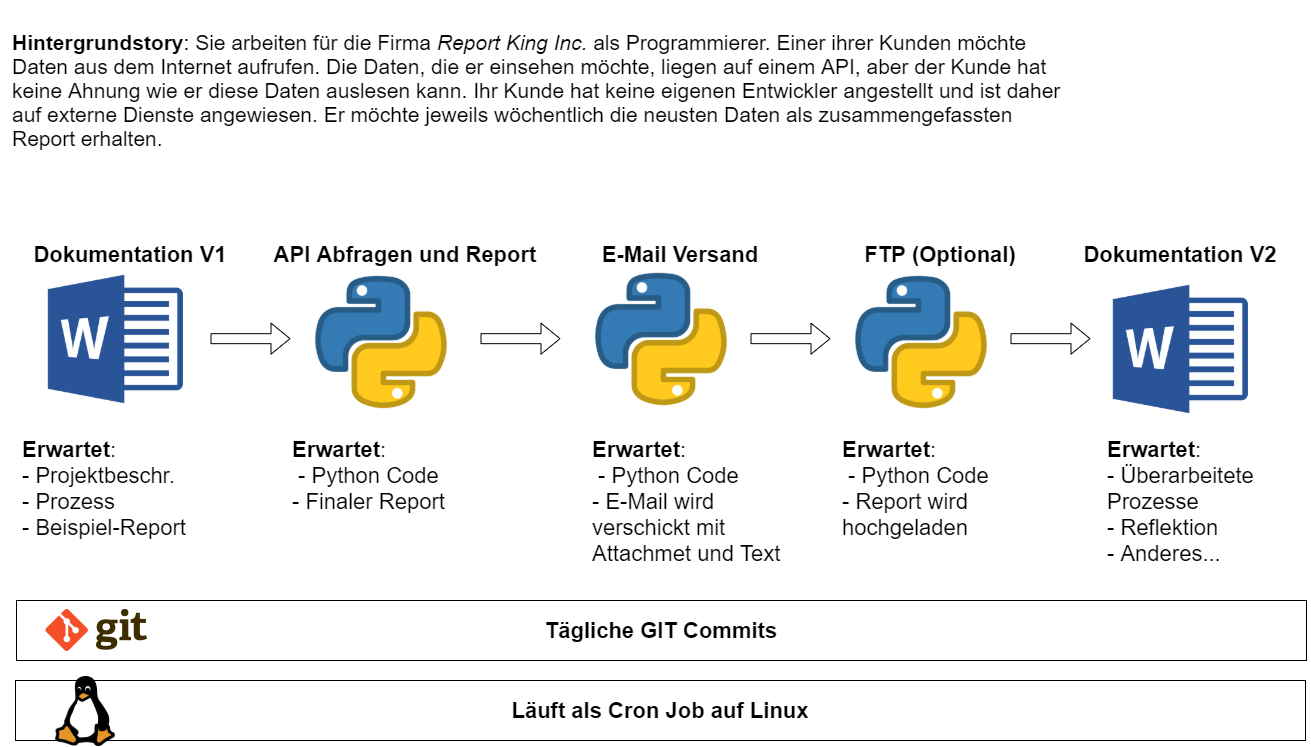 Hintergrundstory: Sie arbeiten für die Firma Report King Inc. als Programmierer. Einer ihrer Kunden möchte
Daten aus dem Internet aufrufen. Die Daten, die er einsehen möchte, liegen auf einem API, aber der Kunde hat
keine Ahnung wie er diese Daten auslesen kann. Ihr Kunde hat keine eigenen Entwickler angestellt und ist daher
auf externe Dienste angewiesen. Er möchte jeweils wöchentlich die neusten Daten als zusammengefassten
Report erhalten.
Dokumentation V1
W
Erwartet:
- Projektbeschr.
- Prozess
- Beispiel-Report
API Abfragen und Report
Erwartet:
- Python Code
- Finaler Report
E-Mail Versand
Erwartet:
- Python Code
- E-Mail wird
verschickt mit
Attachmet und Text
FTP (Optional)
Erwartet:
- Python Code
- Report wird
hochgeladen
Dokumentation V2
W
Erwartet:
- Überarbeitete
Prozesse
- Reflektion
- Anderes...
git
Tägliche GIT Commits
Läuft als Cron Job auf Linux